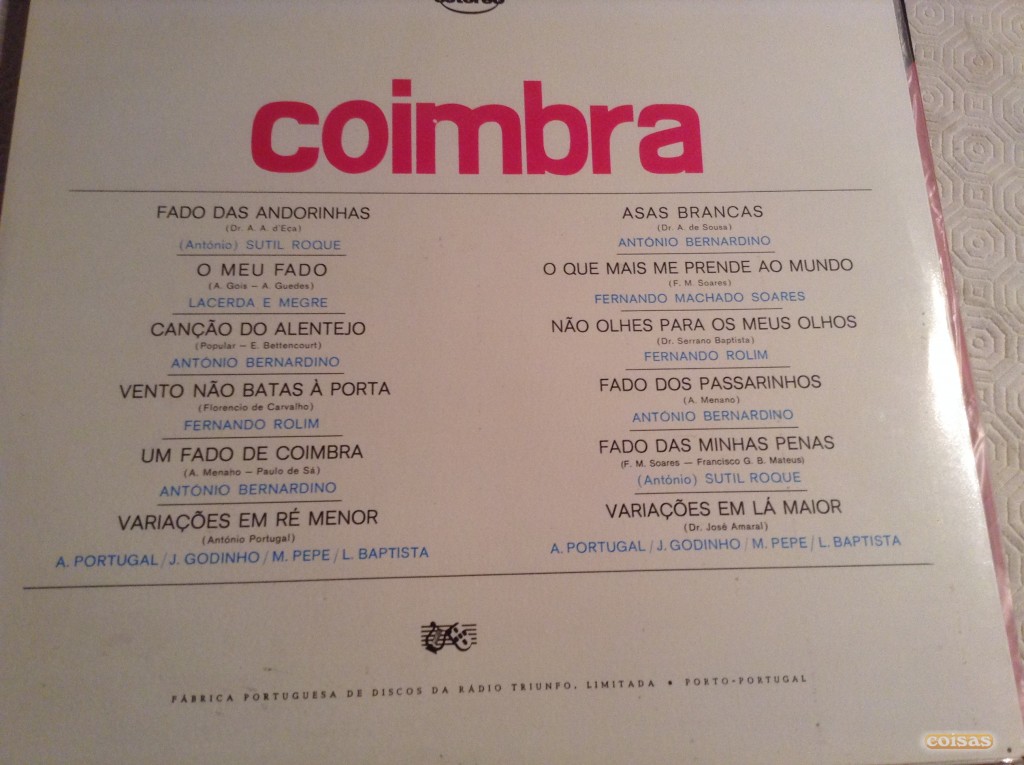 estereo
coimbra
FADO DAS ANDORINHAS
(Dr. A. A. d'Eça)
(António) SUTIL ROQUE
O MEU FADO
(A. Gois — A. Guedes)
LACERDA E MEGRE
CANÇÃO DO ALENTEJO
(Popular — E. Bettencourt)
ANTÓNIO BERNARDINO
VENTO NÃO BATAS À PORTA
(Florencio de Carvalho)
FERNANDO ROLIM
UM FADO DE COIMBRA
(A. Menaho — Paulo de Sá)
ANTÓNIO BERNARDINO
VARIAÇÕES EM RÉ MENOR
(António Portugal)
A. PORTUGAL / J. GODINHO / M. PEPE / L. BAPTISTA
ASAS BRANCAS
(Dr. A. de Sousa)
ANTÓNIO BERNARDINO
O QUE MAIS ME PRENDE AO MUNDO
(F. M. Soares)
FERNANDO MACHADO SOARES
NÃO OLHES PARA OS MEUS OLHOS
(Dr. Serrano Baptista)
FERNANDO ROLIM
FADO DOS PASSARINHOS
(A. Menano)
ANTÓNIO BERNARDINO
FADO DAS MINHAS PENAS
(F. M. Soares — Francisco G. B. Mateus)
(António) SUTIL ROQUE
VARIAÇÕES EM LÁ MAIOR
(Dr. José Amaral)
A. PORTUGAL / J. GODINHO / M. PEPE / L. BAPTISTA
FÁBRICA PORTUGUESA DE DISCOS DA RÁDIO TRIUNFO, LIMITADA • PORTO-PORTUGAL
coisas